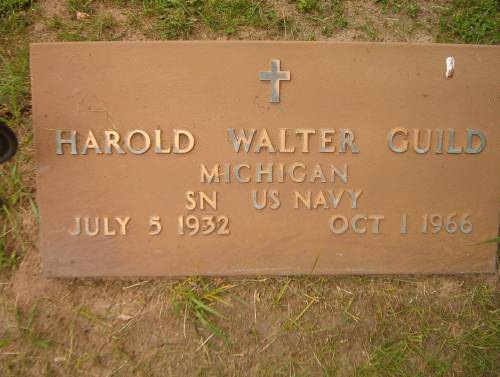 HAROLD WALTER GUILD
MICHIGAN
SN US NAVY
JULY 5 1932 OCT 1 1966